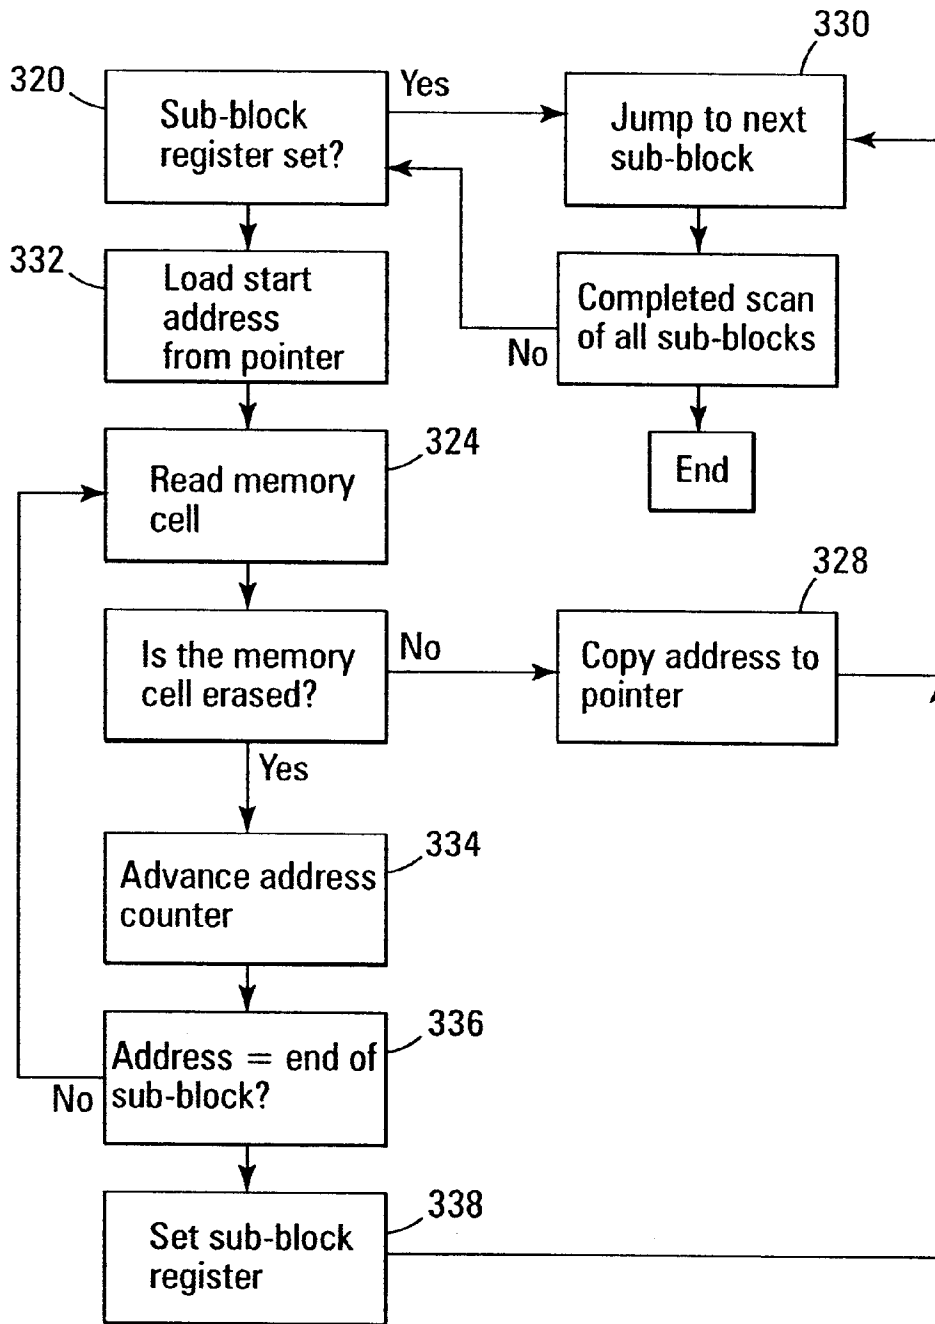 330
320
Yes
Sub-block
register set?
Jump to next
sub-block
332
Load start
address
from pointer
Completed scan
of all sub-blocks
No
324
Read memory
cell
End
328
Is the memory
cell erased?
No
Copy address to
pointer
Yes
334
Advance address
counter
336
Address = end of
sub-block?
No
338
Set sub-block
register